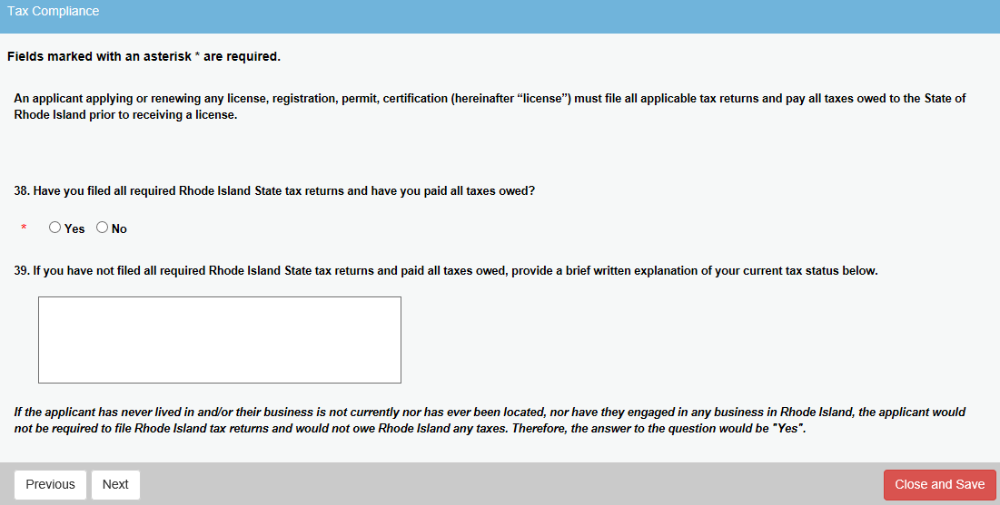 Tax Compliance
Fields marked with an asterisk * are required.
An applicant applying or renewing any license, registration, permit, certification (hereinafter “license”) must file all applicable tax returns and pay all taxes owed to the State of
Rhode Island prior to receiving a license.
38. Have you filed all required Rhode Island State tax returns and have you paid all taxes owed?
* Yes No
39. If you have not filed all required Rhode Island State tax returns and paid all taxes owed, provide a brief written explanation of your current tax status below.
If the applicant has never lived in and/or their business is not currently nor has ever been located, nor have they engaged in any business in Rhode Island, the applicant would
not be required to file Rhode Island tax returns and would not owe Rhode Island any taxes. Therefore, the answer to the question would be "Yes".
Previous Next Close and Save